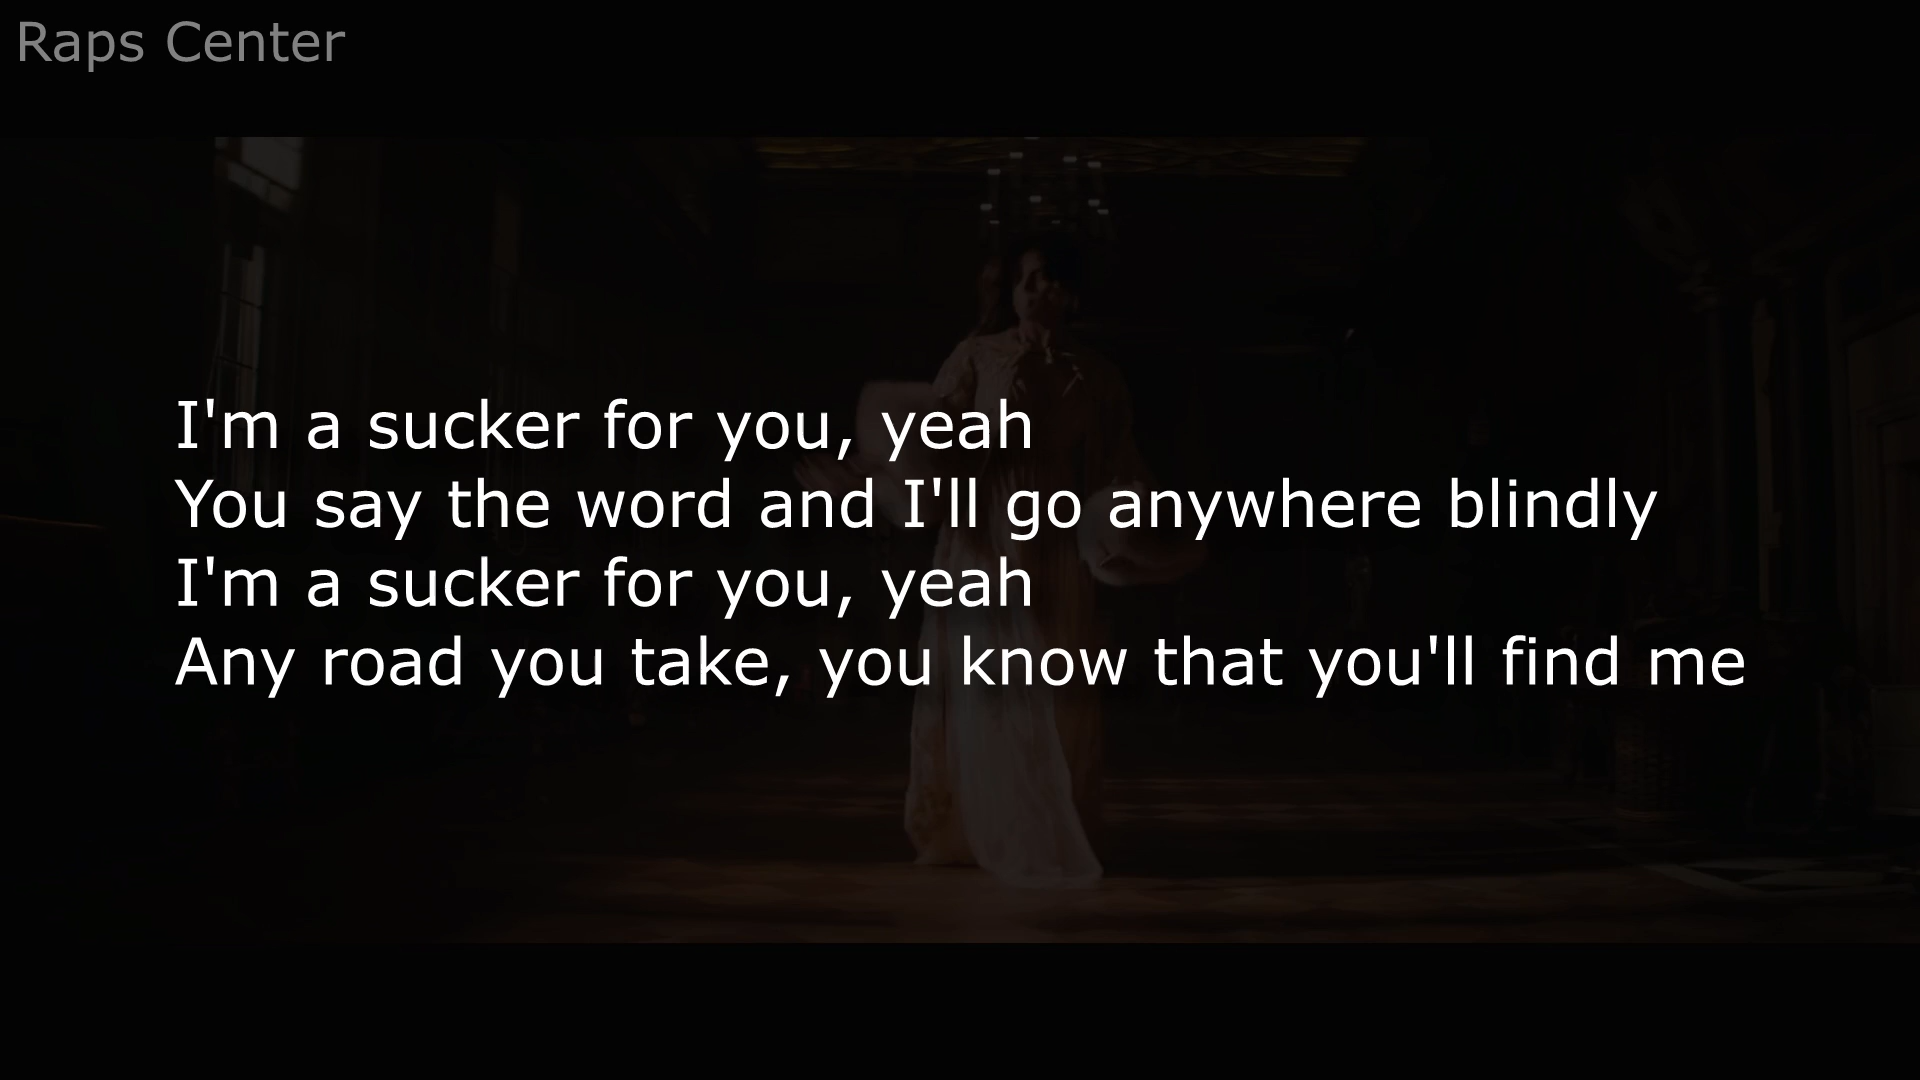 Raps Center
I'm a sucker for you, yeah
You say the word and I'll go anywhere blindly
I'm a sucker for you, yeah
Any road you take, you know that you'll find me